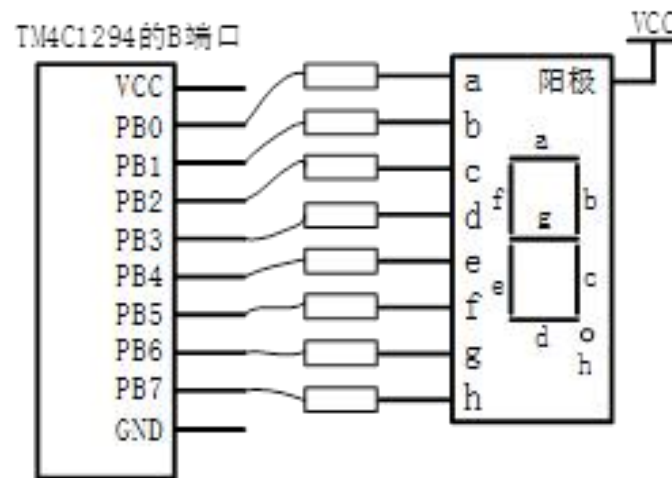 TM4C1294的B端口
VCC
PB0
PB1
PB2
PB3
PB4
PB5
PB6
PB7
GND
VCC
阳极
a
b
c
d
e
f
g
h
a
f
b
g
e
c
d
h